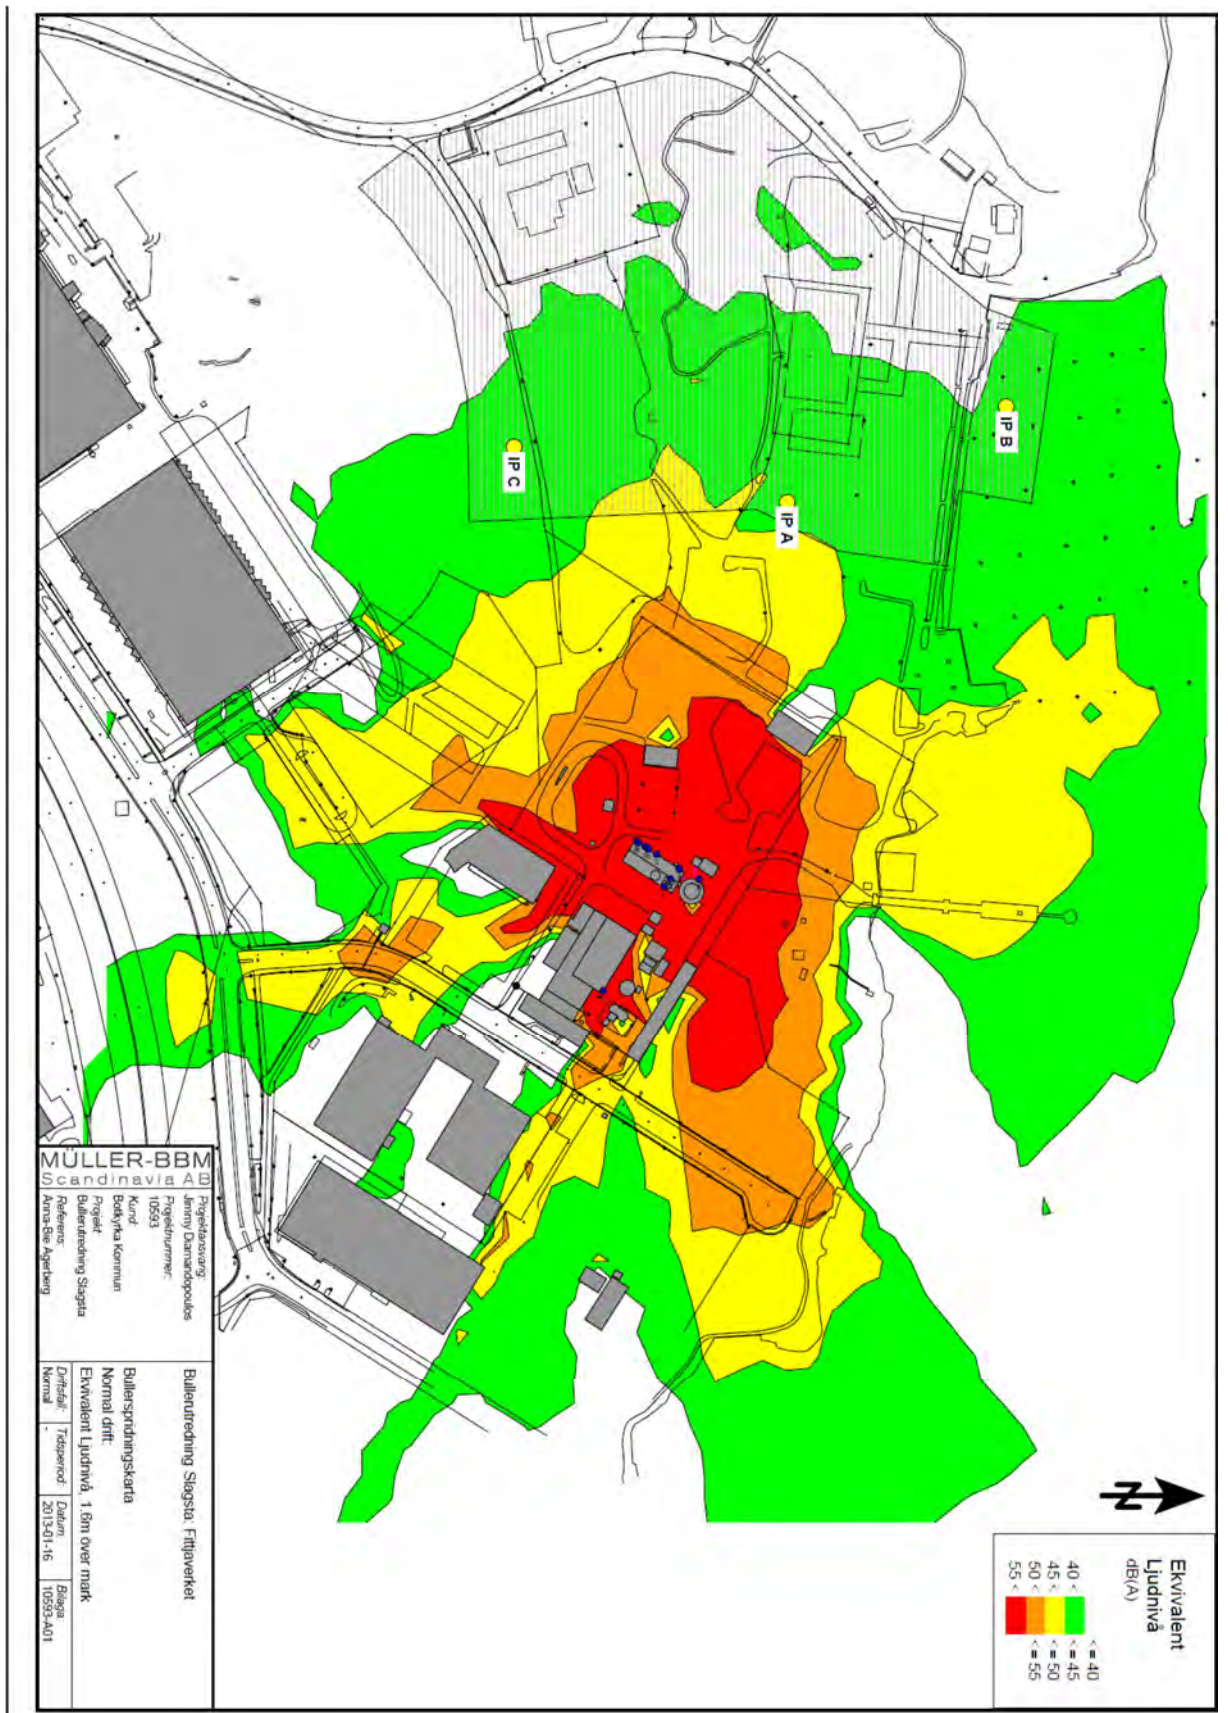 Ekvivalent
Ljudnivå
dB(A)
<= 40
40 < <= 45
45 < <= 50
50 < <= 55
55 <
N
IP B
IP A
IP C
MÜLLER-BBM
Scandinavia AB
Projektansvarig:
Jimmy Diamandopoulos
Projektnummer:
10593
Kund:
Botkyrka Kommun
Projekt:
Bullerutredning Slagsta
Referens:
Anna-Bie Agerberg
Bullerutredning Slagsta: Fittjaverket
Bullerspridningskarta
Normal drift:
Ekvivalent Ljudnivå, 1.6m över mark
Driftsfall:
Normal
Tidsperiod:
-
Datum:
2013-01-16
Bilaga
10593-A01